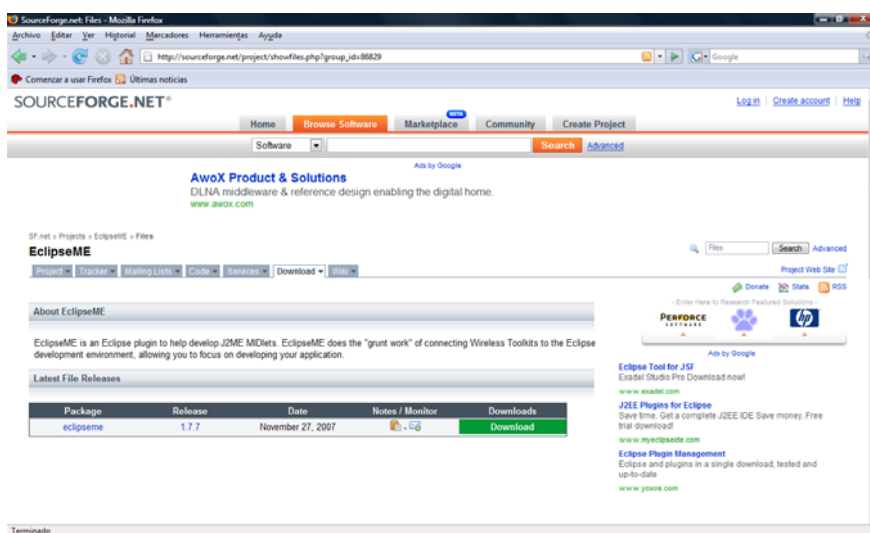 SourceForge.net: Files - Mozilla Firefox
Archivo Editar Ver Historial Marcadores Herramientas Ayuda
http://sourceforge.net/project/showfiles.php?group_id=86829
Google
Comenzar a usar Firefox Últimas noticias
SOURCEFORGE.NET®
Log in Create account Help
BETA
Home Browse Software Marketplace Community Create Project
Software Search Advanced
Ads by Google
AwoX Product & Solutions
DLNA middleware & reference design enabling the digital home.
www.awox.com
SF.net » Projects » EclipseME » Files
EclipseME
Files Search Advanced
Project Tracker Mailing Lists Code Services Download Wiki
Project Web Site
Donate Stats RSS
About EclipseME
- Enter Here to Research Featured Solutions -
PERFORCE
SOFTWARE
hp
EclipseME is an Eclipse plugin to help develop J2ME MIDlets. EclipseME does the "grunt work" of connecting Wireless Toolkits to the Eclipse
development environment, allowing you to focus on developing your application.
Ads by Google
Eclipse Tool for JSF
Exadel Studio Pro Download now!
www.exadel.com
Latest File Releases
J2EE Plugins for Eclipse
Save time. Get a complete J2EE IDE Save money. Free
trial download!
www.myeclipseide.com
Package Release Date Notes / Monitor Downloads
eclipseme 1.7.7 November 27, 2007 - Download
Eclipse Plugin Management
Eclipse and plugins in a single download, tested and
up-to-date
www.yoxos.com
Terminado